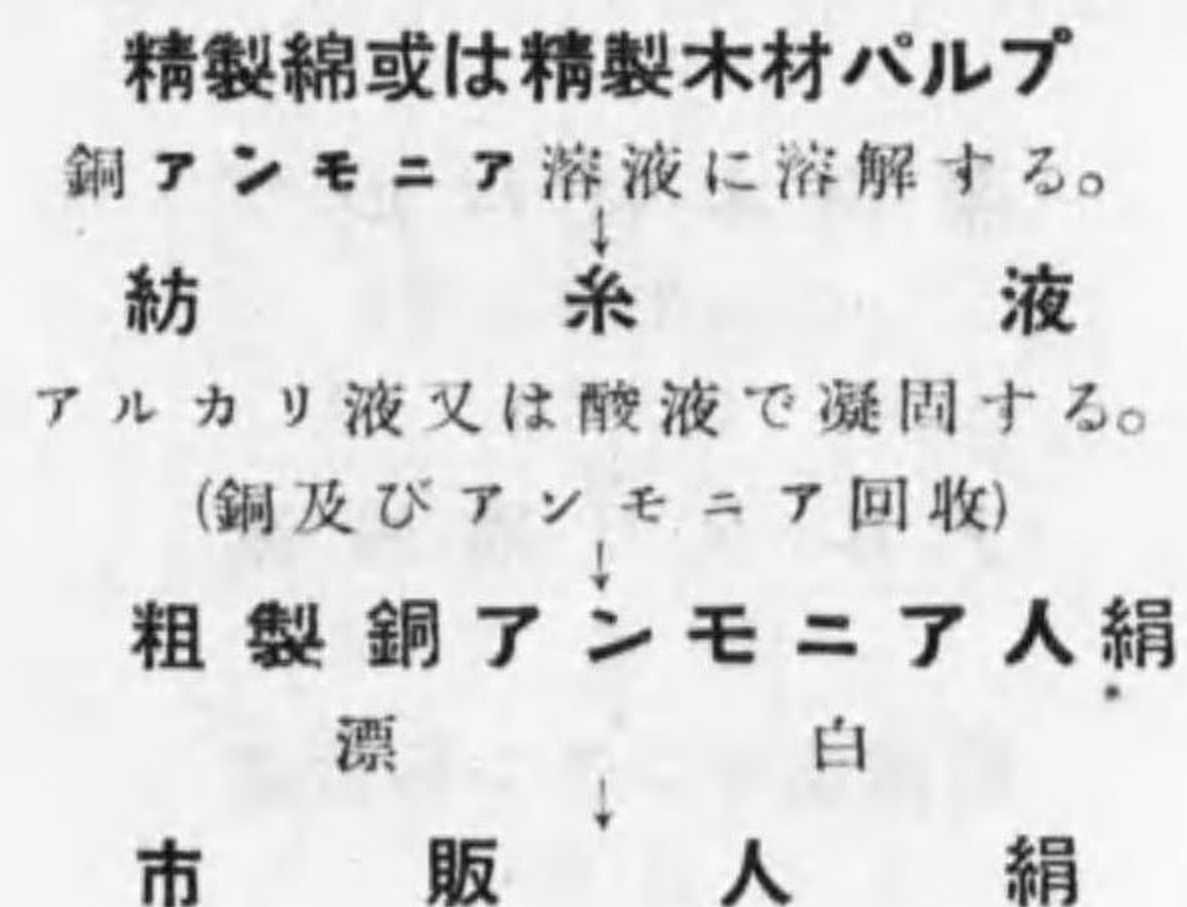 精製綿或は精製木材パルプ
銅アンモニア溶液に溶解する。
↓
紡糸液
アルカリ液又は酸液で凝固する。
(銅及びアンモニア回収)
↓
粗製銅アンモニア人絹
漂白
↓
市販人絹